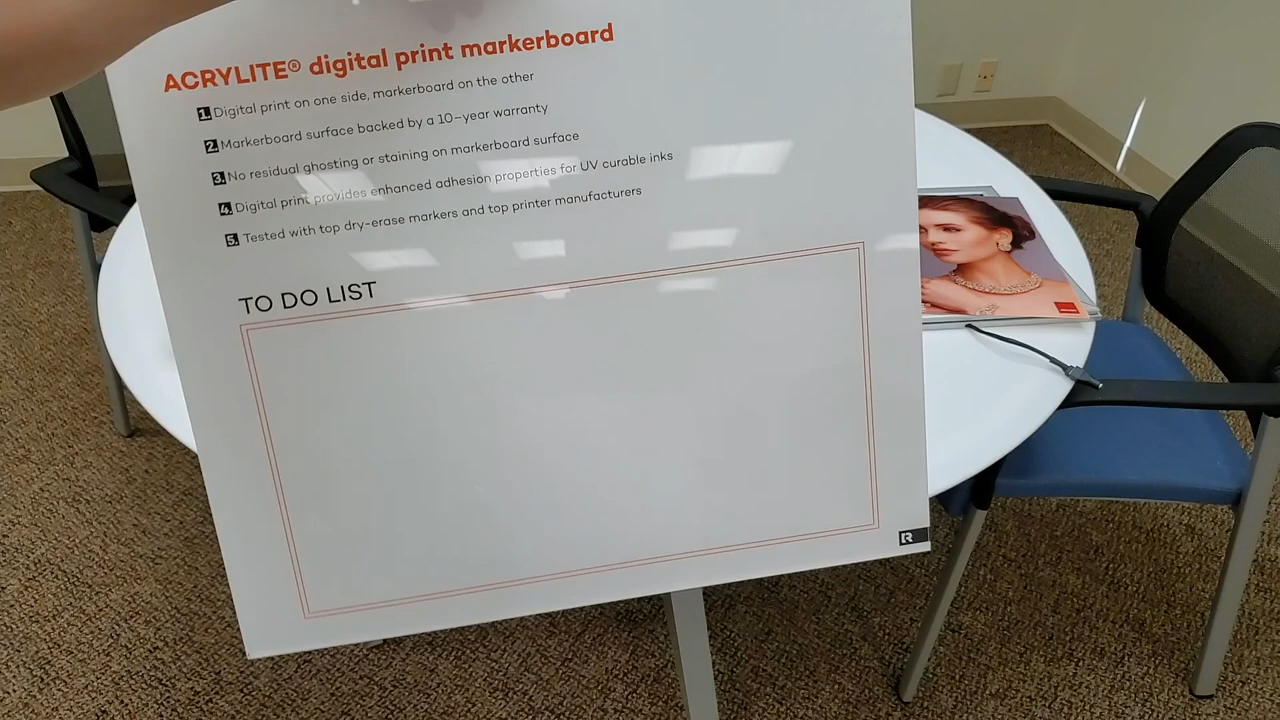 ACRYLITE® digital print markerboard
1. Digital print on one side, markerboard on the other
2. Markerboard surface backed by a 10-year warranty
3. No residual ghosting or staining on markerboard surface
4. Digital print provides enhanced adhesion properties for UV curable inks
5. Tested with top dry-erase markers and top printer manufacturers
TO DO LIST
R